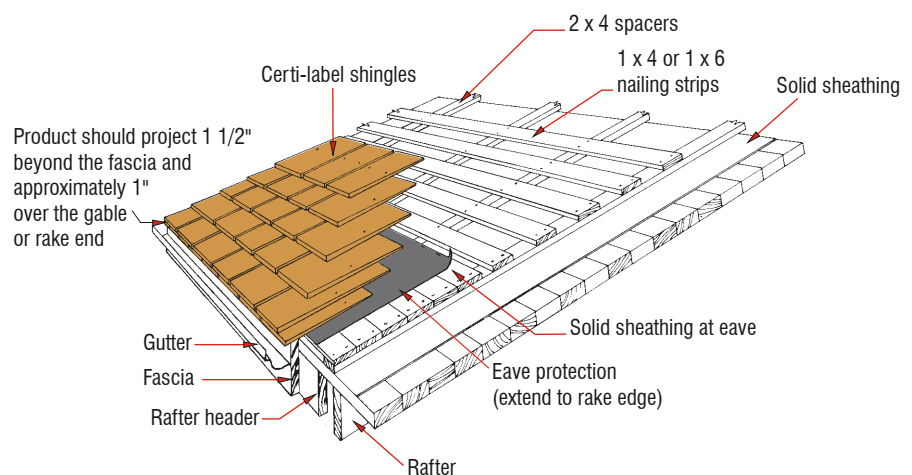 2 x 4 spacers
1 x 4 or 1 x 6
nailing strips
Solid sheathing
Certi-label shingles
Product should project 1 1/2"
beyond the fascia and
approximately 1"
over the gable
or rake end
Gutter
Fascia
Rafter header
Rafter
Solid sheathing at eave
Eave protection
(extend to rake edge)